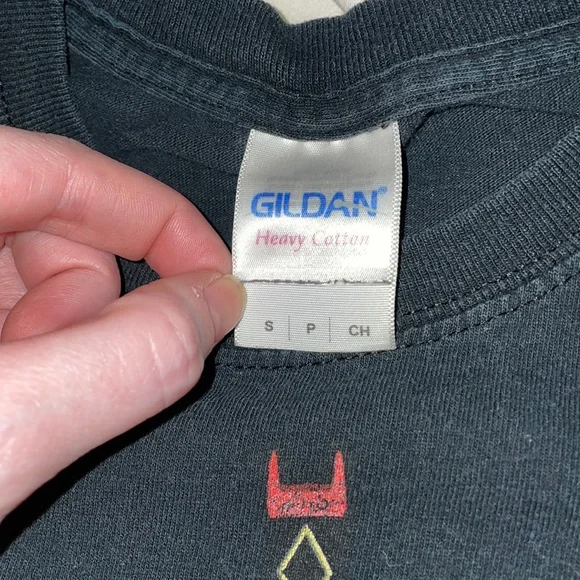 GILDAN®
Heavy Cotton
S | P | CH